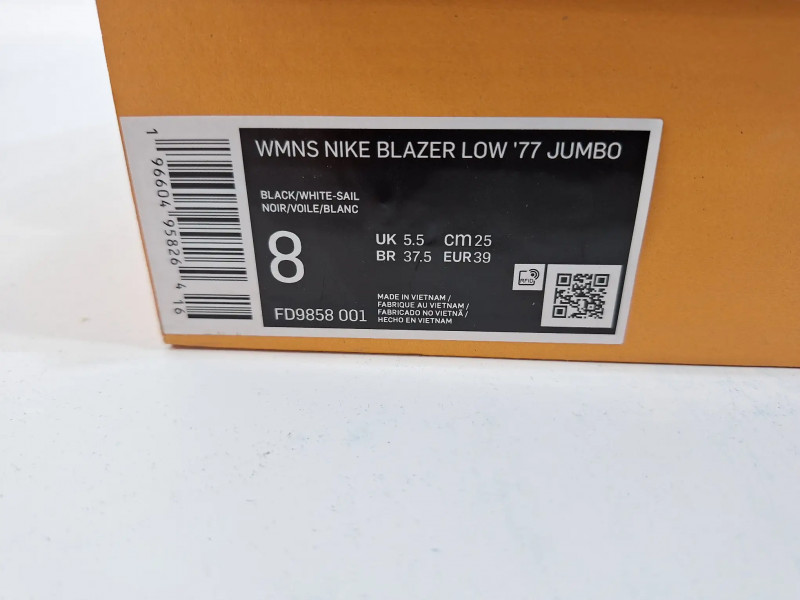 WMNS NIKE BLAZER LOW '77 JUMBO
BLACK/WHITE-SAIL
NOIR/VOILE/BLANC
8
UK 5.5 cm 25
BR 37.5 EUR 39
FD9858 001
MADE IN VIETNAM /
FABRIQUE AU VIETNAM /
FABRICADO NO VIETNÃ /
HECHO EN VIETNAM
RFID
1 96604 95826 4 16